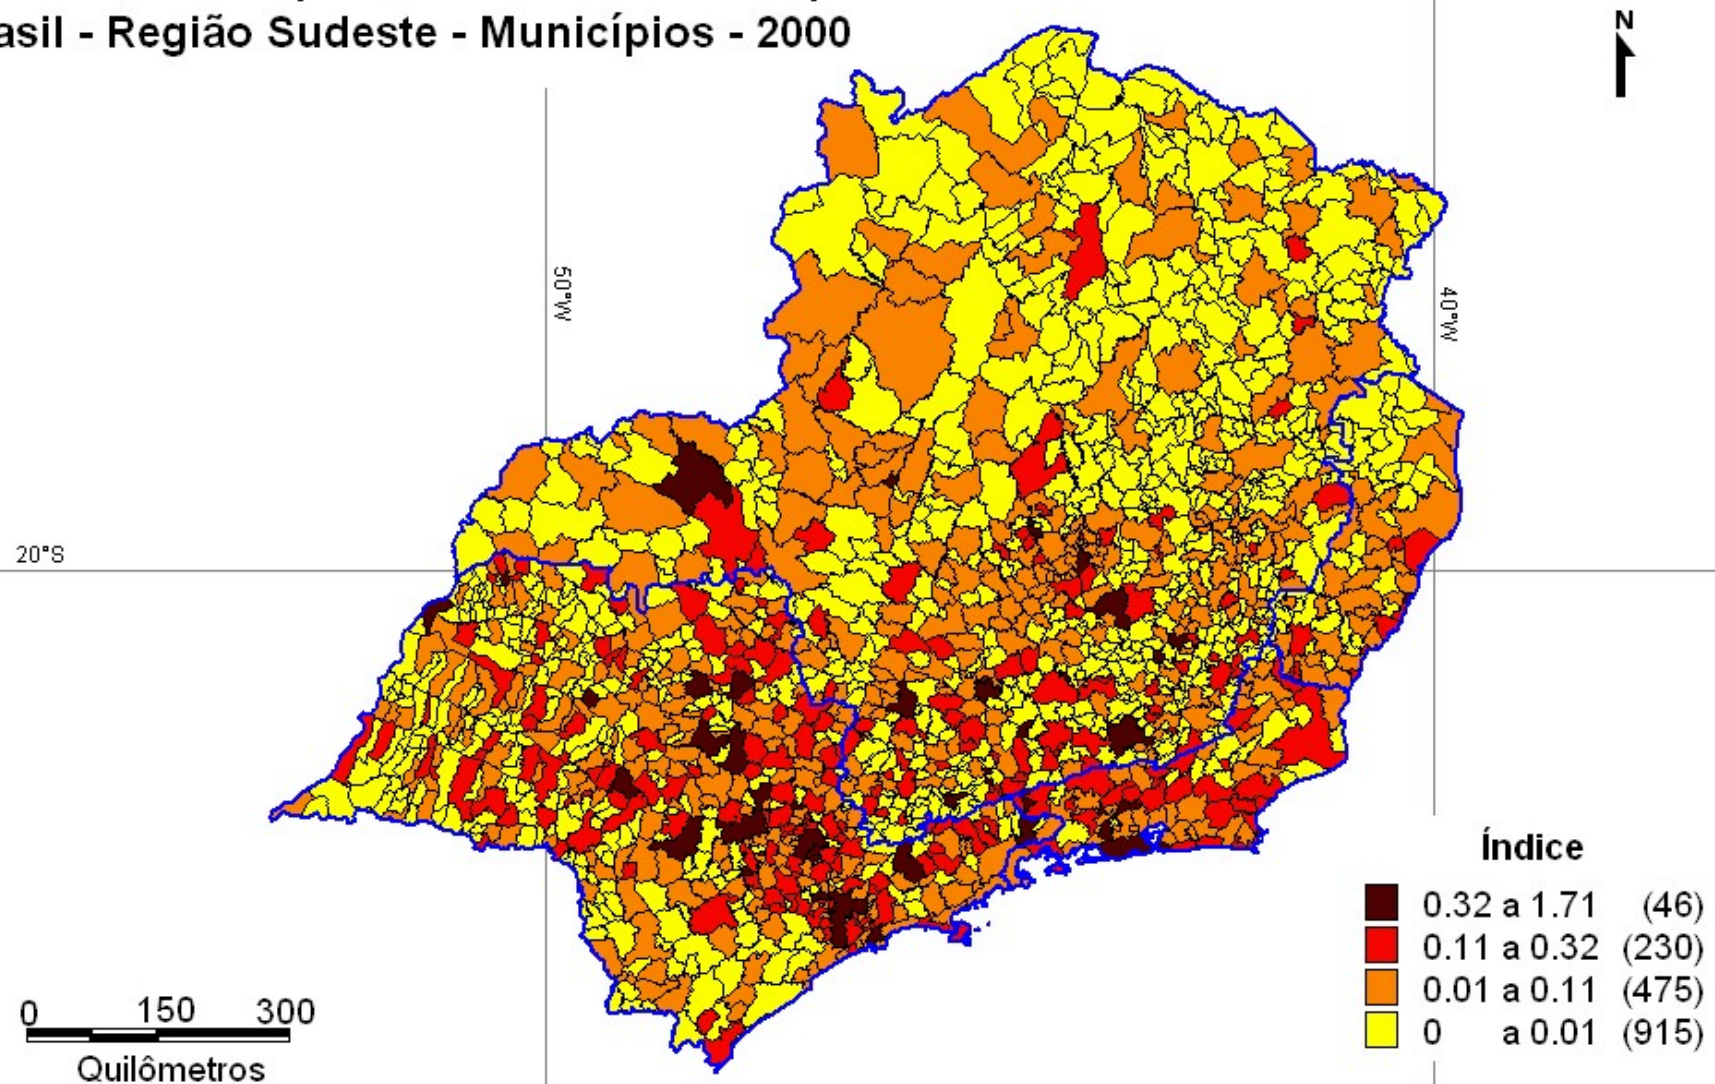 asil - Região Sudeste - Municípios - 2000
N
50°W
40°W
20°S
Índice
0.32 a 1.71 (46)
0.11 a 0.32 (230)
0.01 a 0.11 (475)
0 a 0.01 (915)
0 150 300
Quilômetros